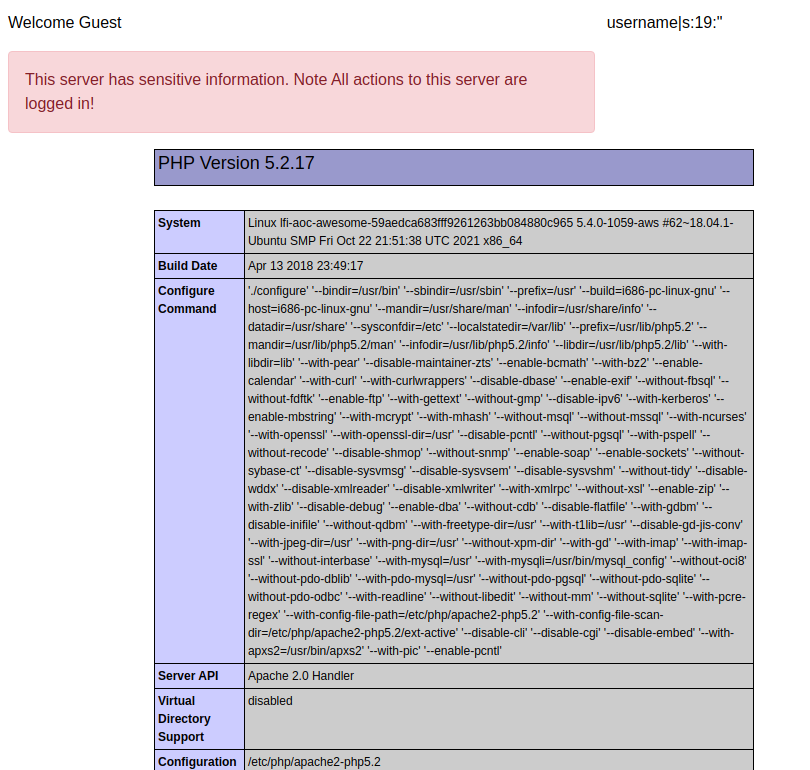 Welcome Guest
username|s:19:"
This server has sensitive information. Note All actions to this server are
logged in!
PHP Version 5.2.17
System
Linux lfi-aoc-awesome-59aedca683fff9261263bb084880c965 5.4.0-1059-aws #62~18.04.1-
Ubuntu SMP Fri Oct 22 21:51:38 UTC 2021 x86_64
Build Date
Apr 13 2018 23:49:17
Configure
Command
'./configure' '--bindir=/usr/bin' '--sbindir=/usr/sbin' '--prefix=/usr' '--build=i686-pc-linux-gnu' '--
host=i686-pc-linux-gnu' '--mandir=/usr/share/man' '--infodir=/usr/share/info' '--
datadir=/usr/share' '--sysconfdir=/etc' '--localstatedir=/var/lib' '--prefix=/usr/lib/php5.2' '--
mandir=/usr/lib/php5.2/man' '--infodir=/usr/lib/php5.2/info' '--libdir=/usr/lib/php5.2/lib' '--with-
libdir=lib' '--with-pear' '--disable-maintainer-zts' '--enable-bcmath' '--with-bz2' '--enable-
calendar' '--with-curl' '--with-curlwrappers' '--disable-dbase' '--enable-exif' '--without-fbsql' '--
without-fdftk' '--enable-ftp' '--with-gettext' '--without-gmp' '--disable-ipv6' '--with-kerberos' '--
enable-mbstring' '--with-mcrypt' '--with-mhash' '--without-msql' '--without-mssql' '--with-ncurses'
'--with-openssl' '--with-openssl-dir=/usr' '--disable-pcntl' '--without-pgsql' '--with-pspell' '--
without-recode' '--disable-shmop' '--without-snmp' '--enable-soap' '--enable-sockets' '--without-
sybase-ct' '--disable-sysvmsg' '--disable-sysvsem' '--disable-sysvshm' '--without-tidy' '--disable-
wddx' '--disable-xmlreader' '--disable-xmlwriter' '--with-xmlrpc' '--without-xsl' '--enable-zip' '--
with-zlib' '--disable-debug' '--enable-dba' '--without-cdb' '--disable-flatfile' '--with-gdbm' '--
disable-inifile' '--without-qdbm' '--with-freetype-dir=/usr' '--with-t1lib=/usr' '--disable-gd-jis-conv'
'--with-jpeg-dir=/usr' '--with-png-dir=/usr' '--without-xpm-dir' '--with-gd' '--with-imap' '--with-imap-
ssl' '--without-interbase' '--with-mysql=/usr' '--with-mysqli=/usr/bin/mysql_config' '--without-oci8'
'--without-pdo-dblib' '--with-pdo-mysql=/usr' '--without-pdo-pgsql' '--without-pdo-sqlite' '--
without-pdo-odbc' '--with-readline' '--without-libedit' '--without-mm' '--without-sqlite' '--with-pcre-
regex' '--with-config-file-path=/etc/php/apache2-php5.2' '--with-config-file-scan-
dir=/etc/php/apache2-php5.2/ext-active' '--disable-cli' '--disable-cgi' '--disable-embed' '--with-
apxs2=/usr/bin/apxs2' '--with-pic' '--enable-pcntl'
Server API
Apache 2.0 Handler
Virtual
Directory
Support
disabled
Configuration
/etc/php/apache2-php5.2